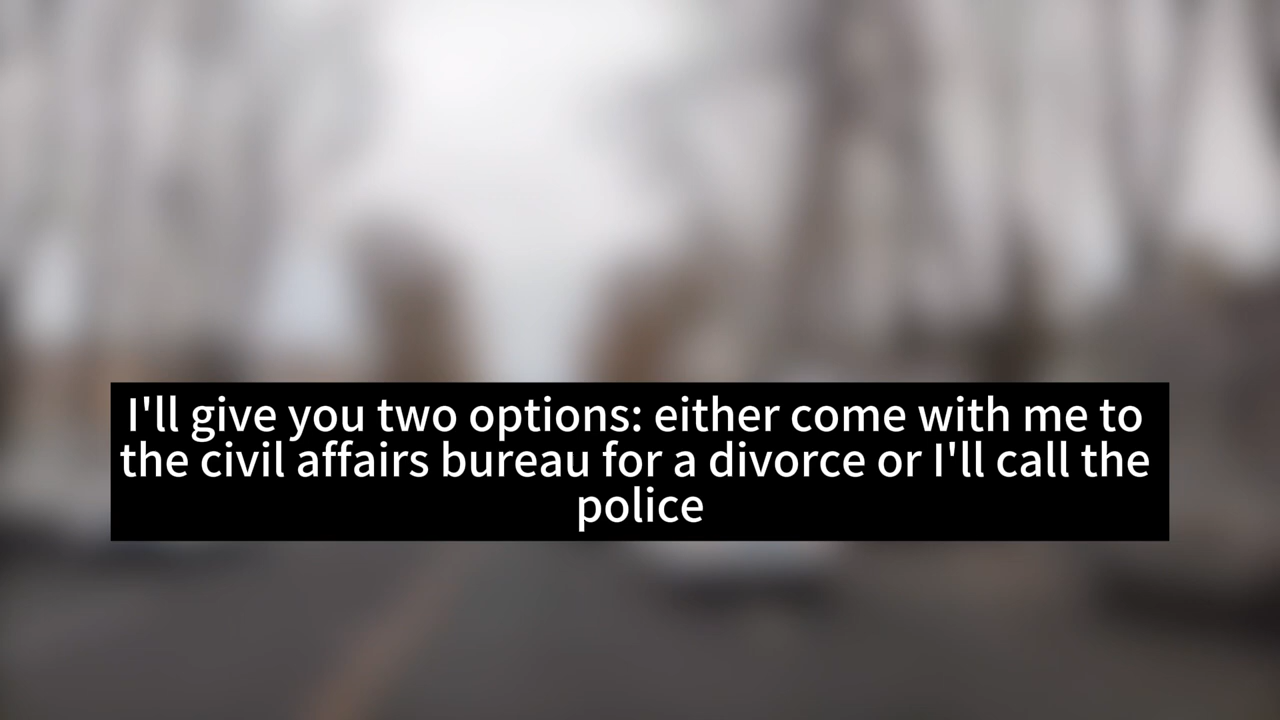 I'll give you two options: either come with me to
the civil affairs bureau for a divorce or I'll call the
police